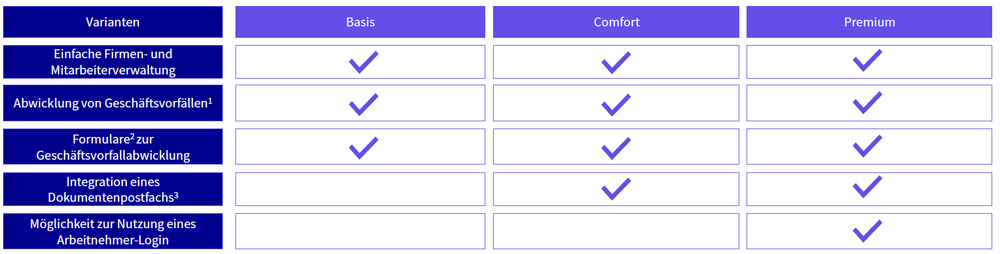 Varianten
Basis
Comfort
Premium
Einfache Firmen- und
Mitarbeiterverwaltung
Abwicklung von Geschäftsvorfällen¹
Formulare² zur
Geschäftsvorfallabwicklung
Integration eines
Dokumentenpostfachs³
Möglichkeit zur Nutzung eines
Arbeitnehmer-Login